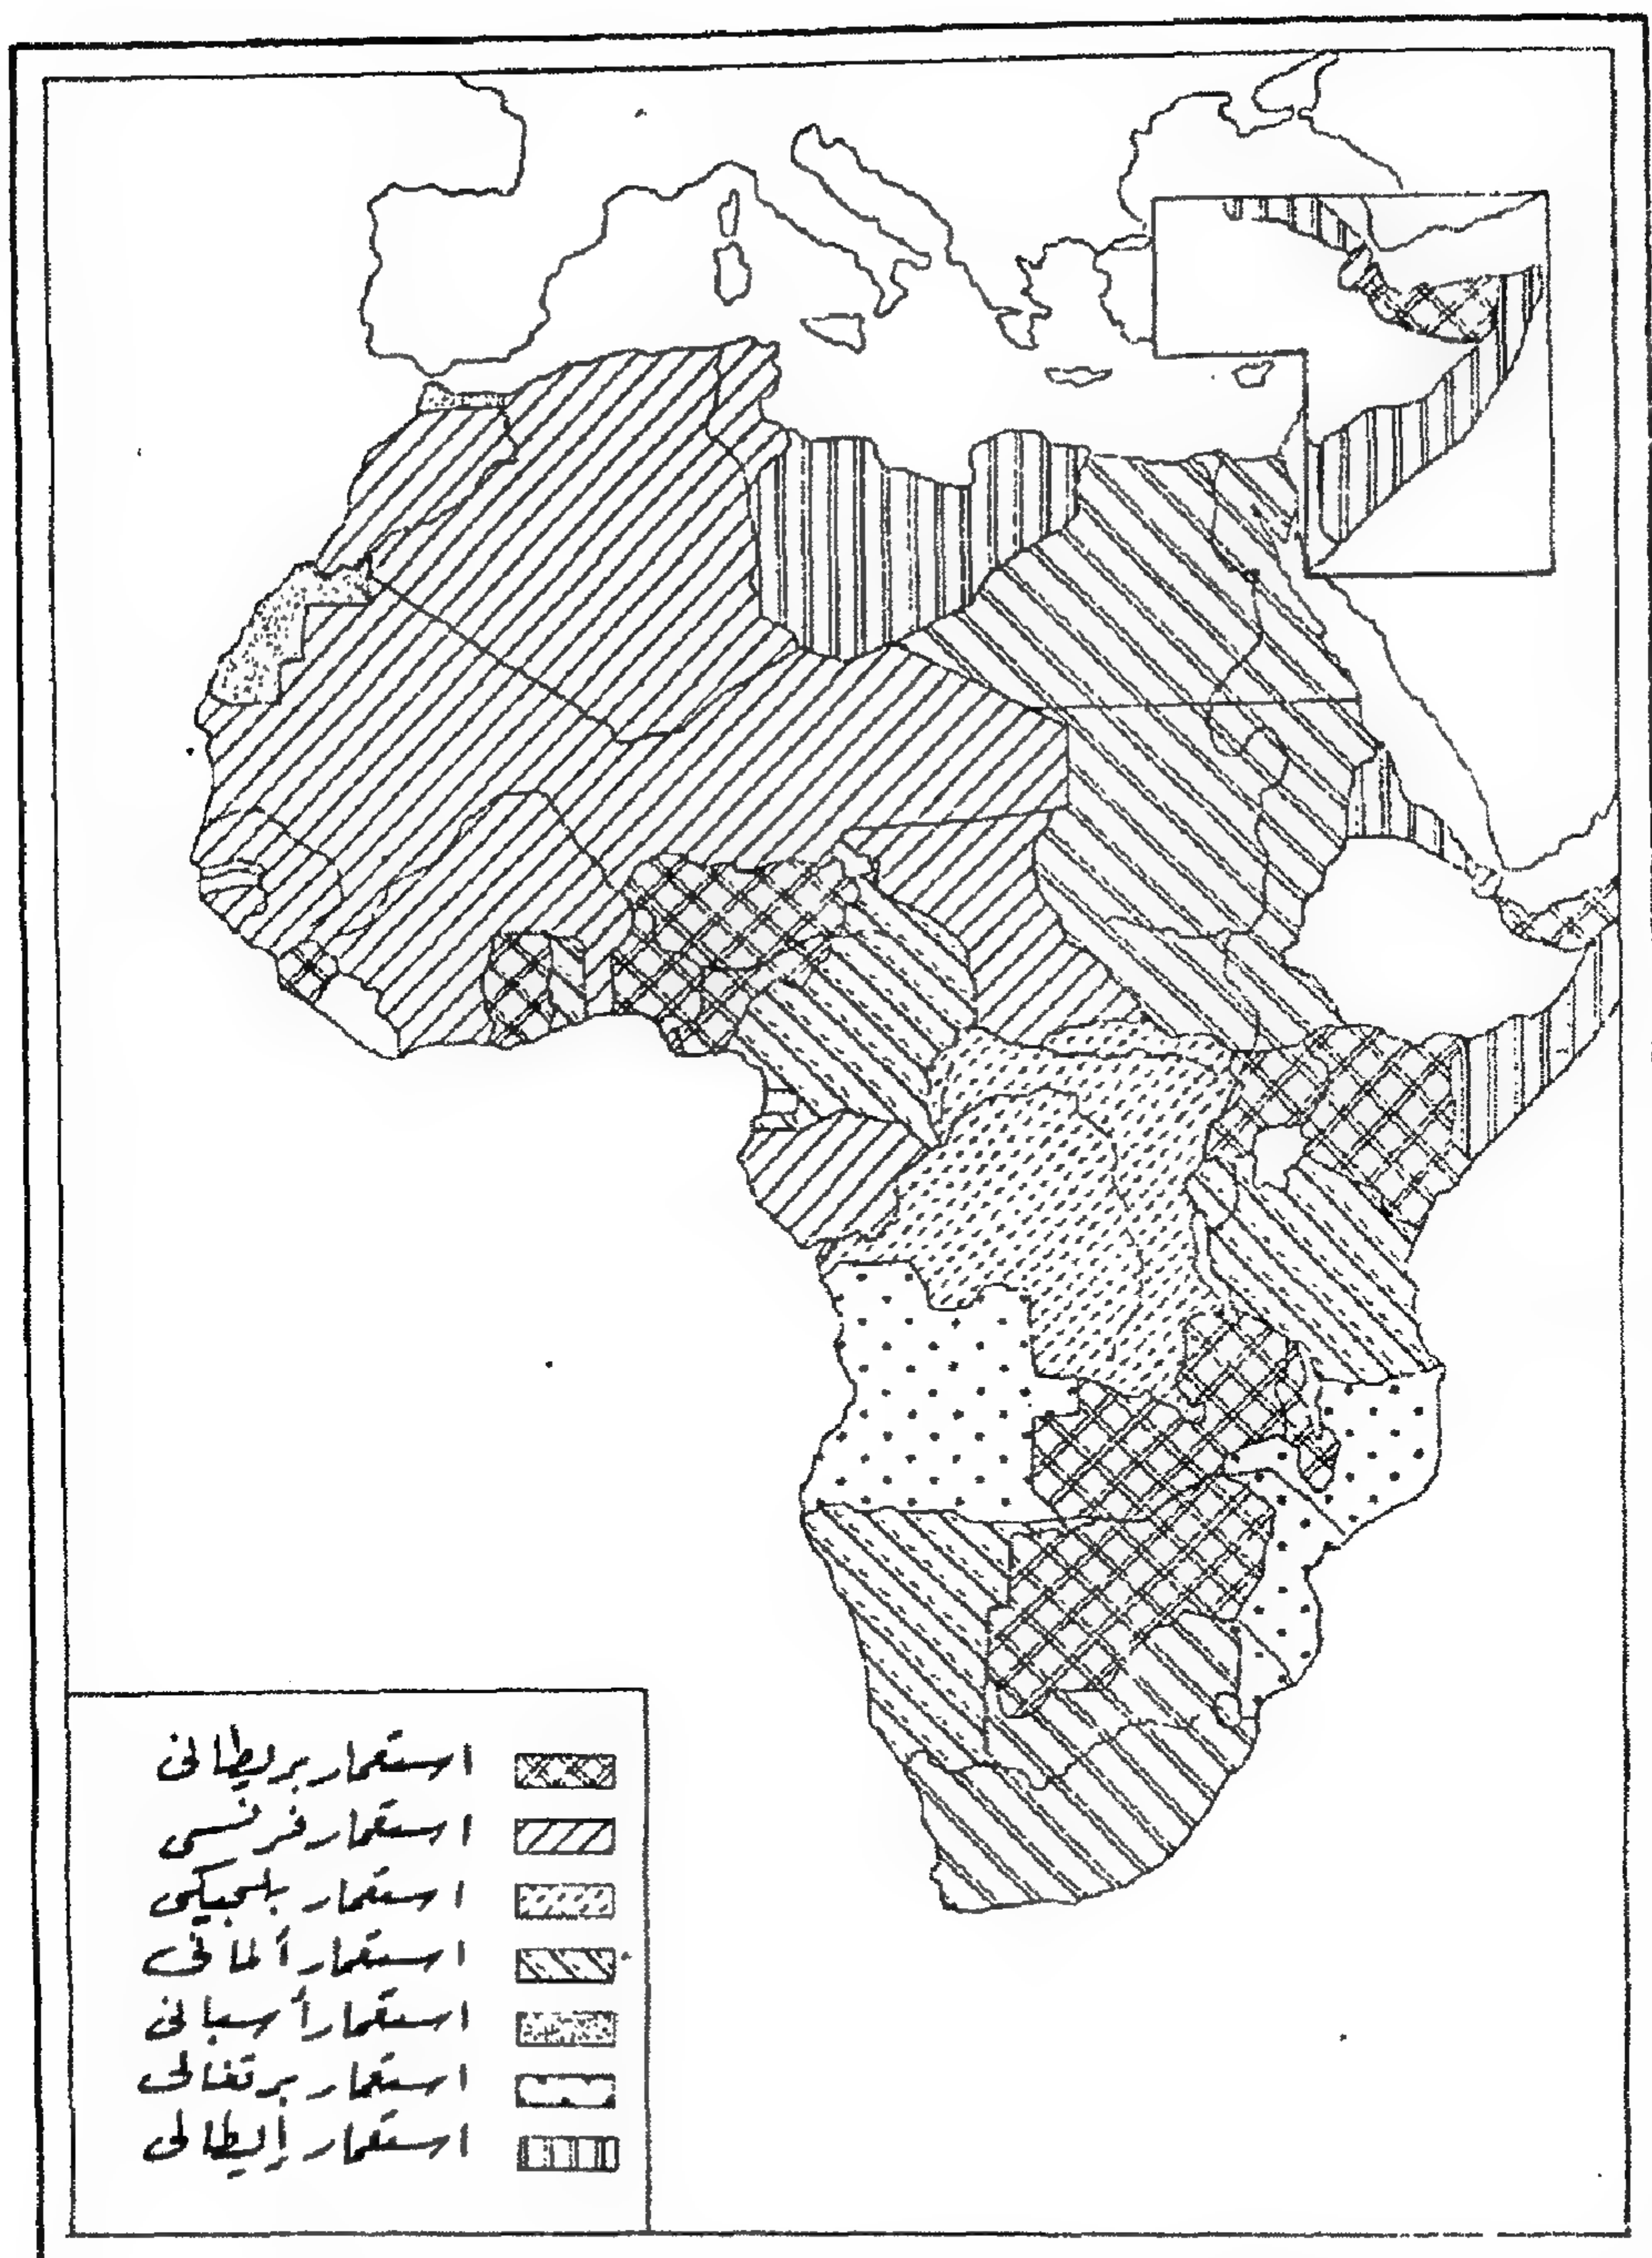 استعمار بريطانى
استعمار فرنسى
استعمار بلجيكى
استعمار ألمانى
استعمار أسبانى
استعمار برتغالى
استعمار إيطالى